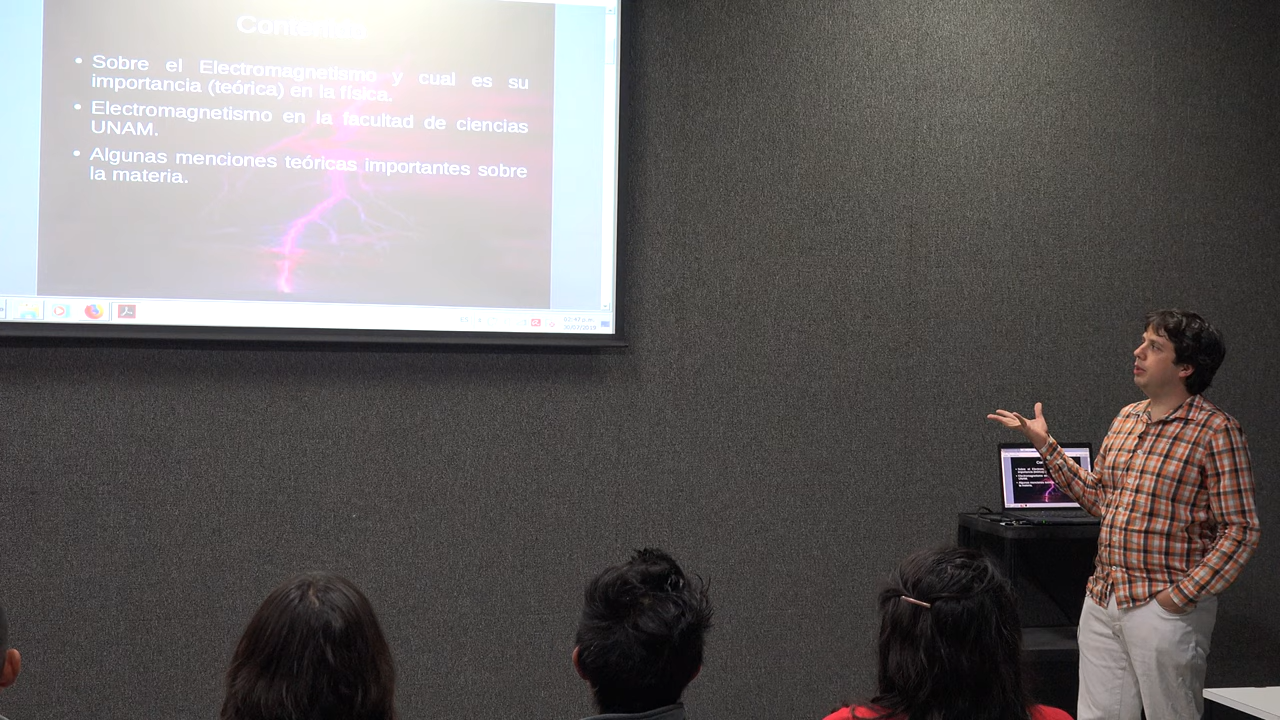 Contenido
• Sobre el Electromagnetismo y cual es su
importancia (teórica) en la física.
• Electromagnetismo en la facultad de ciencias
UNAM.
• Algunas menciones teóricas importantes sobre
la materia.